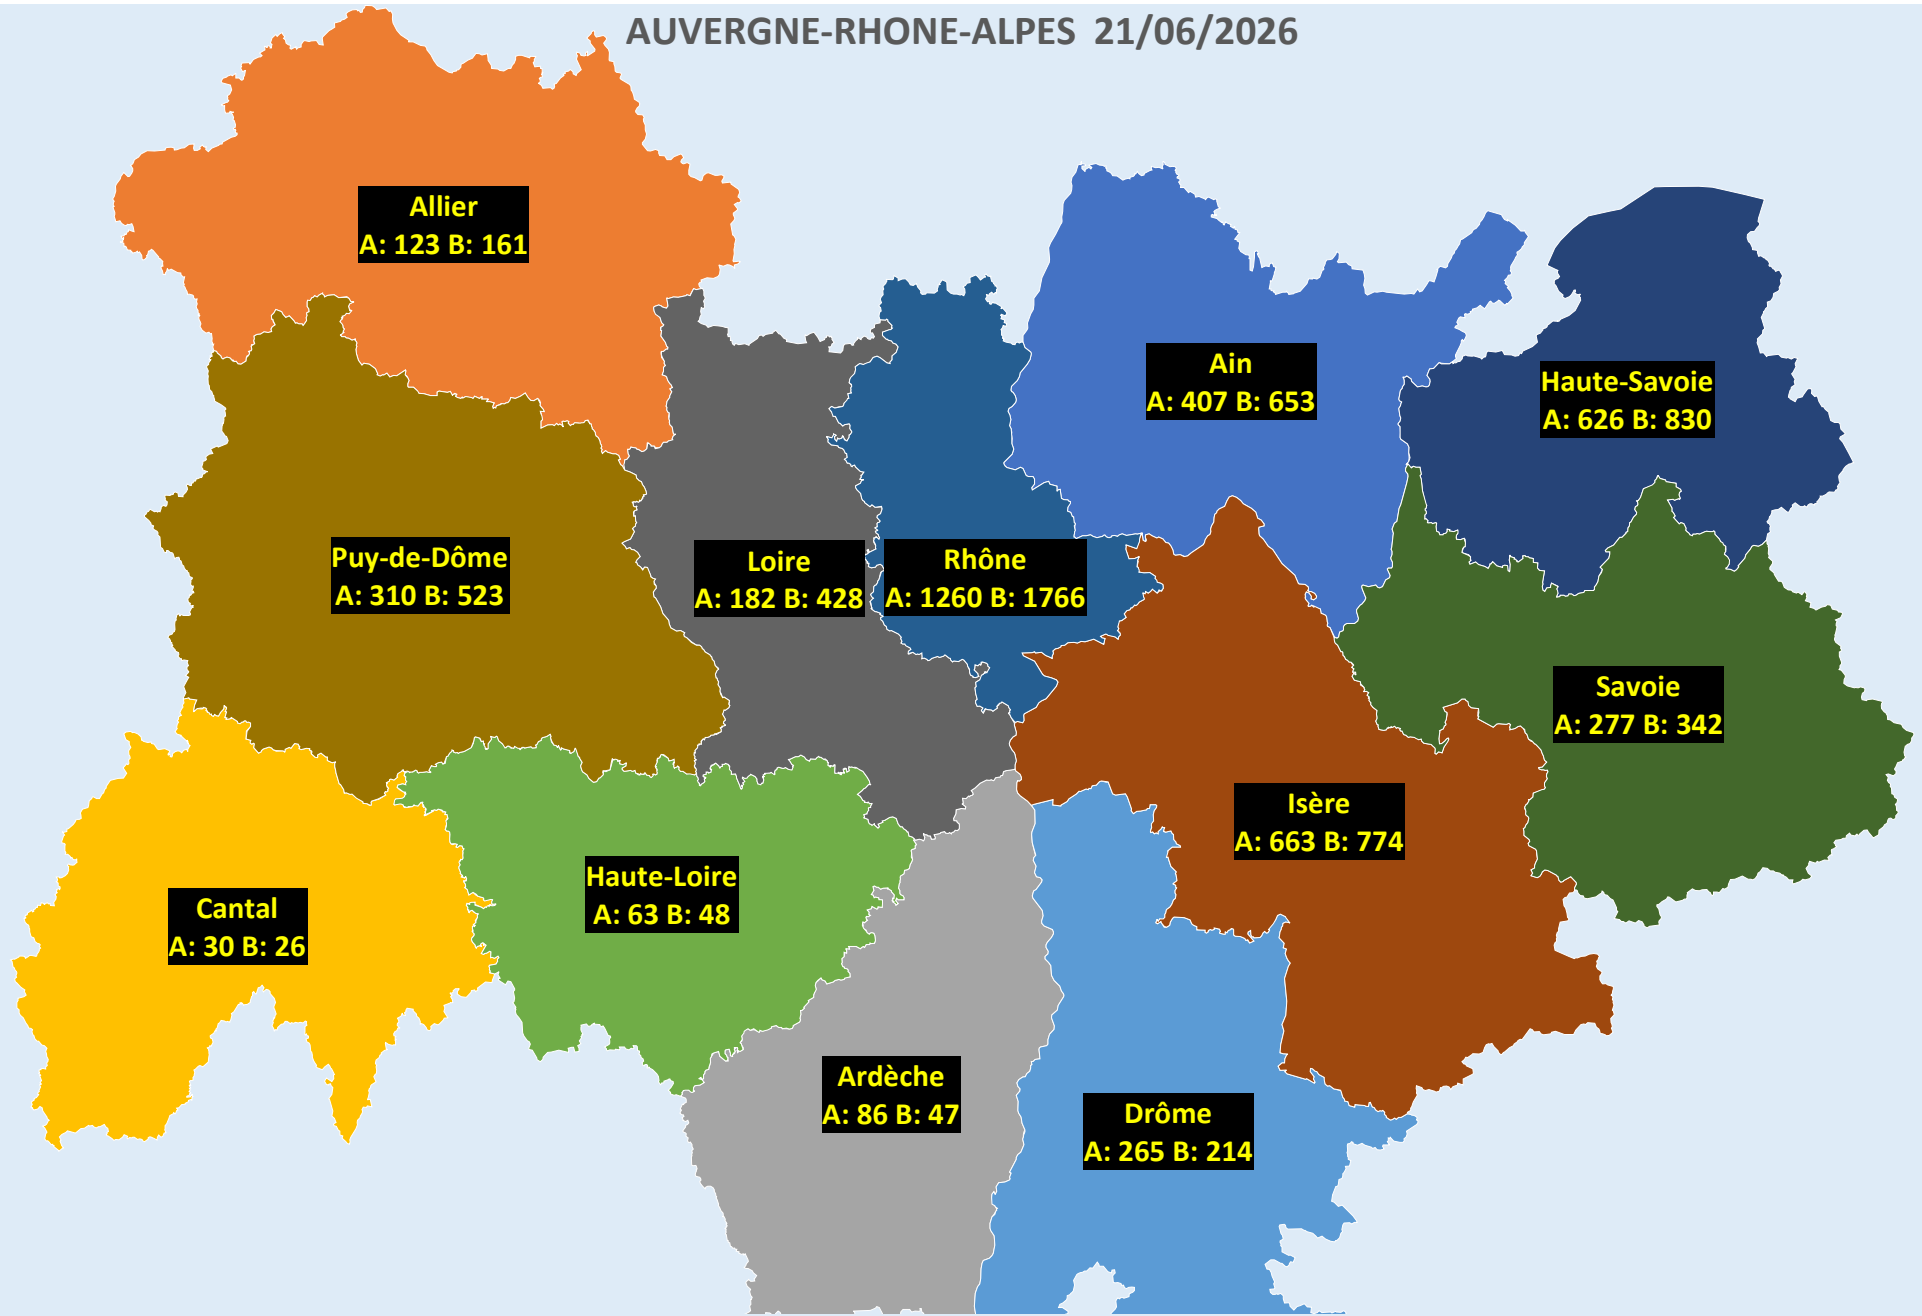 AUVERGNE-RHONE-ALPES 21/06/2026
Allier
A: 123 B: 161
Ain
A: 407 B: 653
Haute-Savoie
A: 626 B: 830
Puy-de-Dôme
A: 310 B: 523
Loire
A: 182 B: 428
Rhône
A: 1260 B: 1766
Savoie
A: 277 B: 342
Isère
A: 663 B: 774
Haute-Loire
A: 63 B: 48
Cantal
A: 30 B: 26
Ardèche
A: 86 B: 47
Drôme
A: 265 B: 214